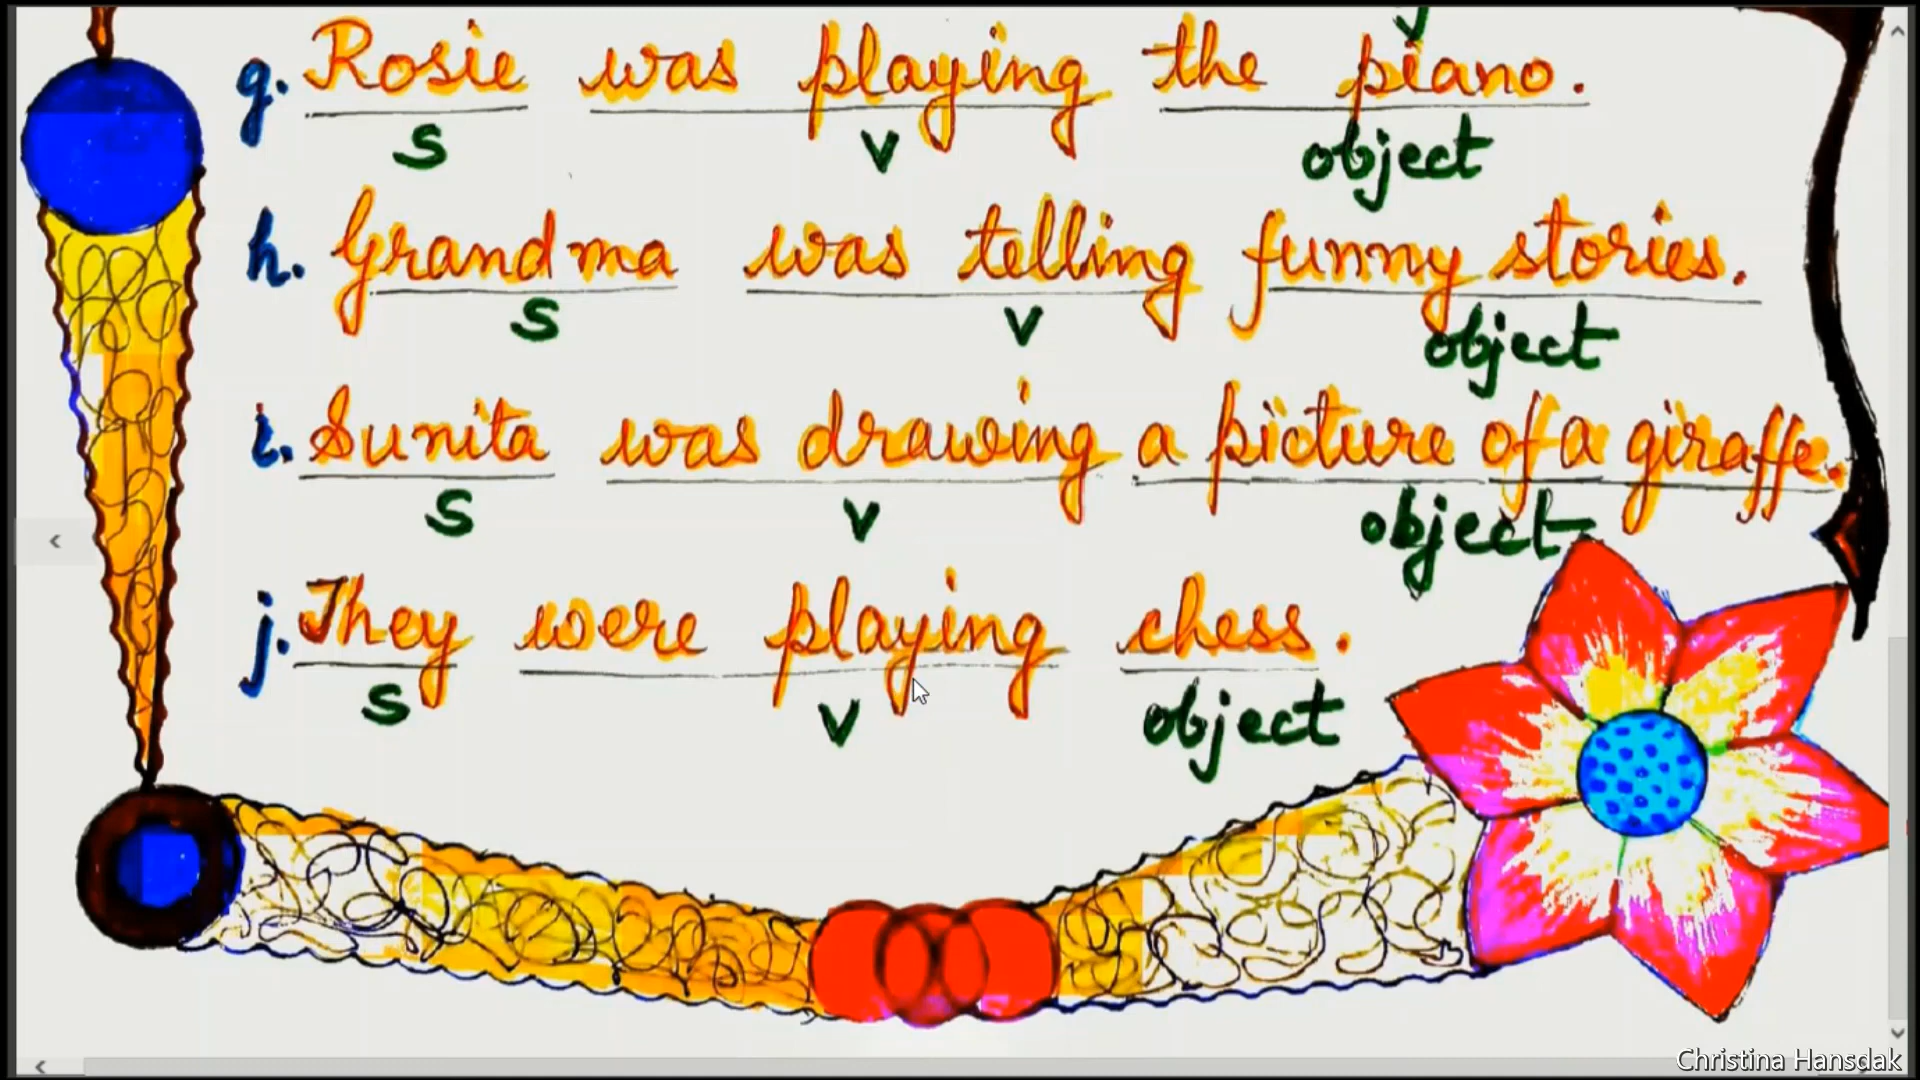 v
g. Rosie was playing the piano.
s v object
h. Grandma was telling funny stories.
s v object
i. Sunita was drawing a picture of a giraffe.
s v object
j. They were playing chess.
s v object
Christina Hansdak